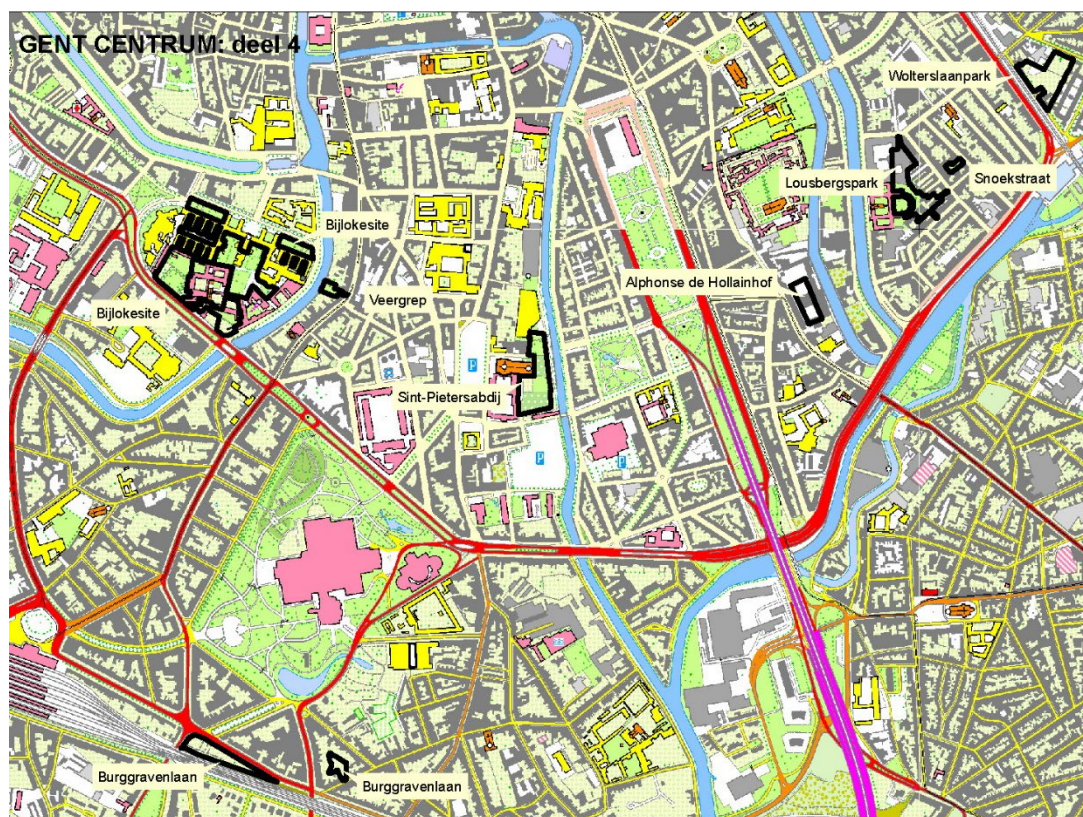 GENT CENTRUM: deel 4
Wolterslaanpark
Snoekstraat
Lousbergspark
Bijlokesite
Alphonse de Hollainhof
Veergrep
Bijlokesite
P
Sint-Pietersabdij
P
P
Burggravenlaan
Burggravenlaan